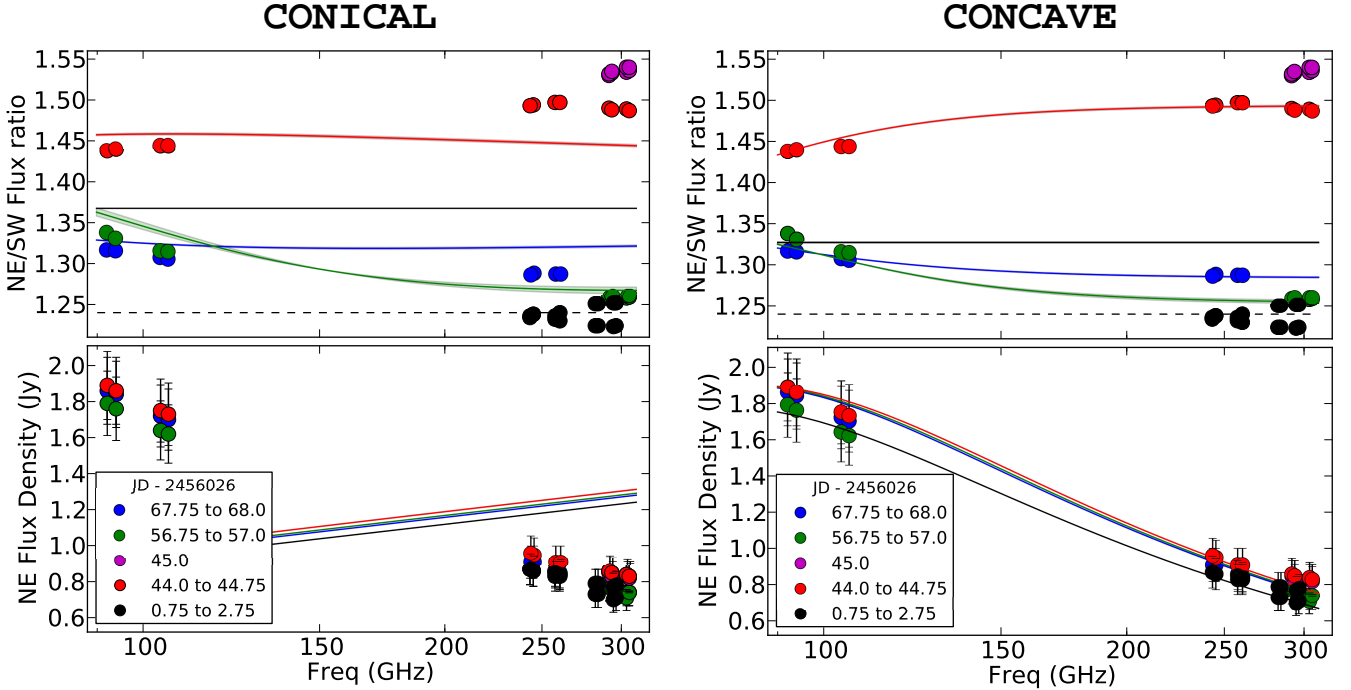 CONICAL
CONCAVE
NE/SW Flux ratio
1.55
1.50
1.45
1.40
1.35
1.30
1.25
NE Flux Density (Jy)
2.0
1.8
1.6
1.4
1.2
1.0
0.8
0.6
JD - 2456026
67.75 to 68.0
56.75 to 57.0
45.0
44.0 to 44.75
0.75 to 2.75
100
150
200
250
300
Freq (GHz)
NE/SW Flux ratio
1.55
1.50
1.45
1.40
1.35
1.30
1.25
NE Flux Density (Jy)
2.0
1.8
1.6
1.4
1.2
1.0
0.8
0.6
JD - 2456026
67.75 to 68.0
56.75 to 57.0
45.0
44.0 to 44.75
0.75 to 2.75
100
150
200
250
300
Freq (GHz)